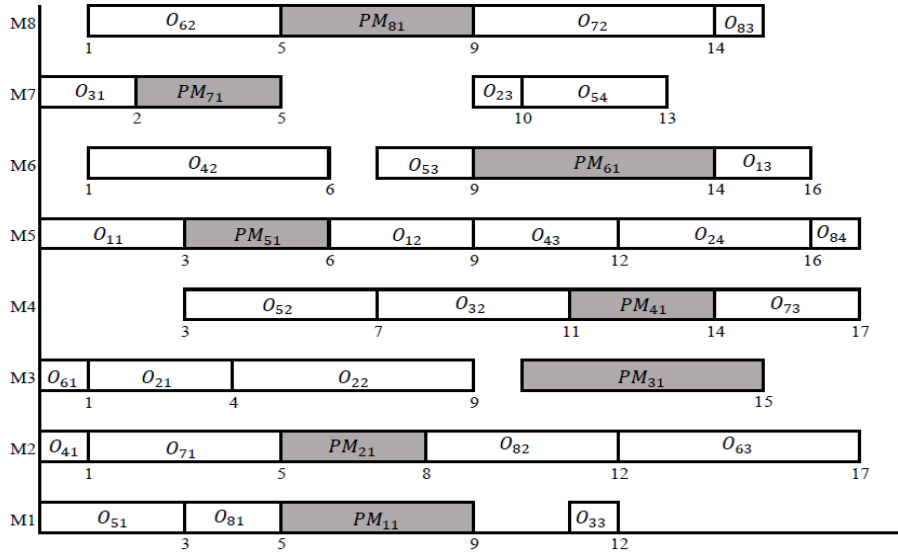 M8 O₆₂ PM₈₁ O₇₂ O₈₃
1 5 9 14
M7 O₃₁ PM₇₁ O₂₃ O₅₄
2 5 10 13
M6 O₄₂ O₅₃ PM₆₁ O₁₃
1 6 9 14 16
M5 O₁₁ PM₅₁ O₁₂ O₄₃ O₂₄ O₈₄
3 6 9 12 16
M4 O₅₂ O₃₂ PM₄₁ O₇₃
3 7 11 14 17
M3 O₆₁ O₂₁ O₂₂ PM₃₁
1 4 9 15
M2 O₄₁ O₇₁ PM₂₁ O₈₂ O₆₃
1 5 8 12 17
M1 O₅₁ O₈₁ PM₁₁ O₃₃
3 5 9 12